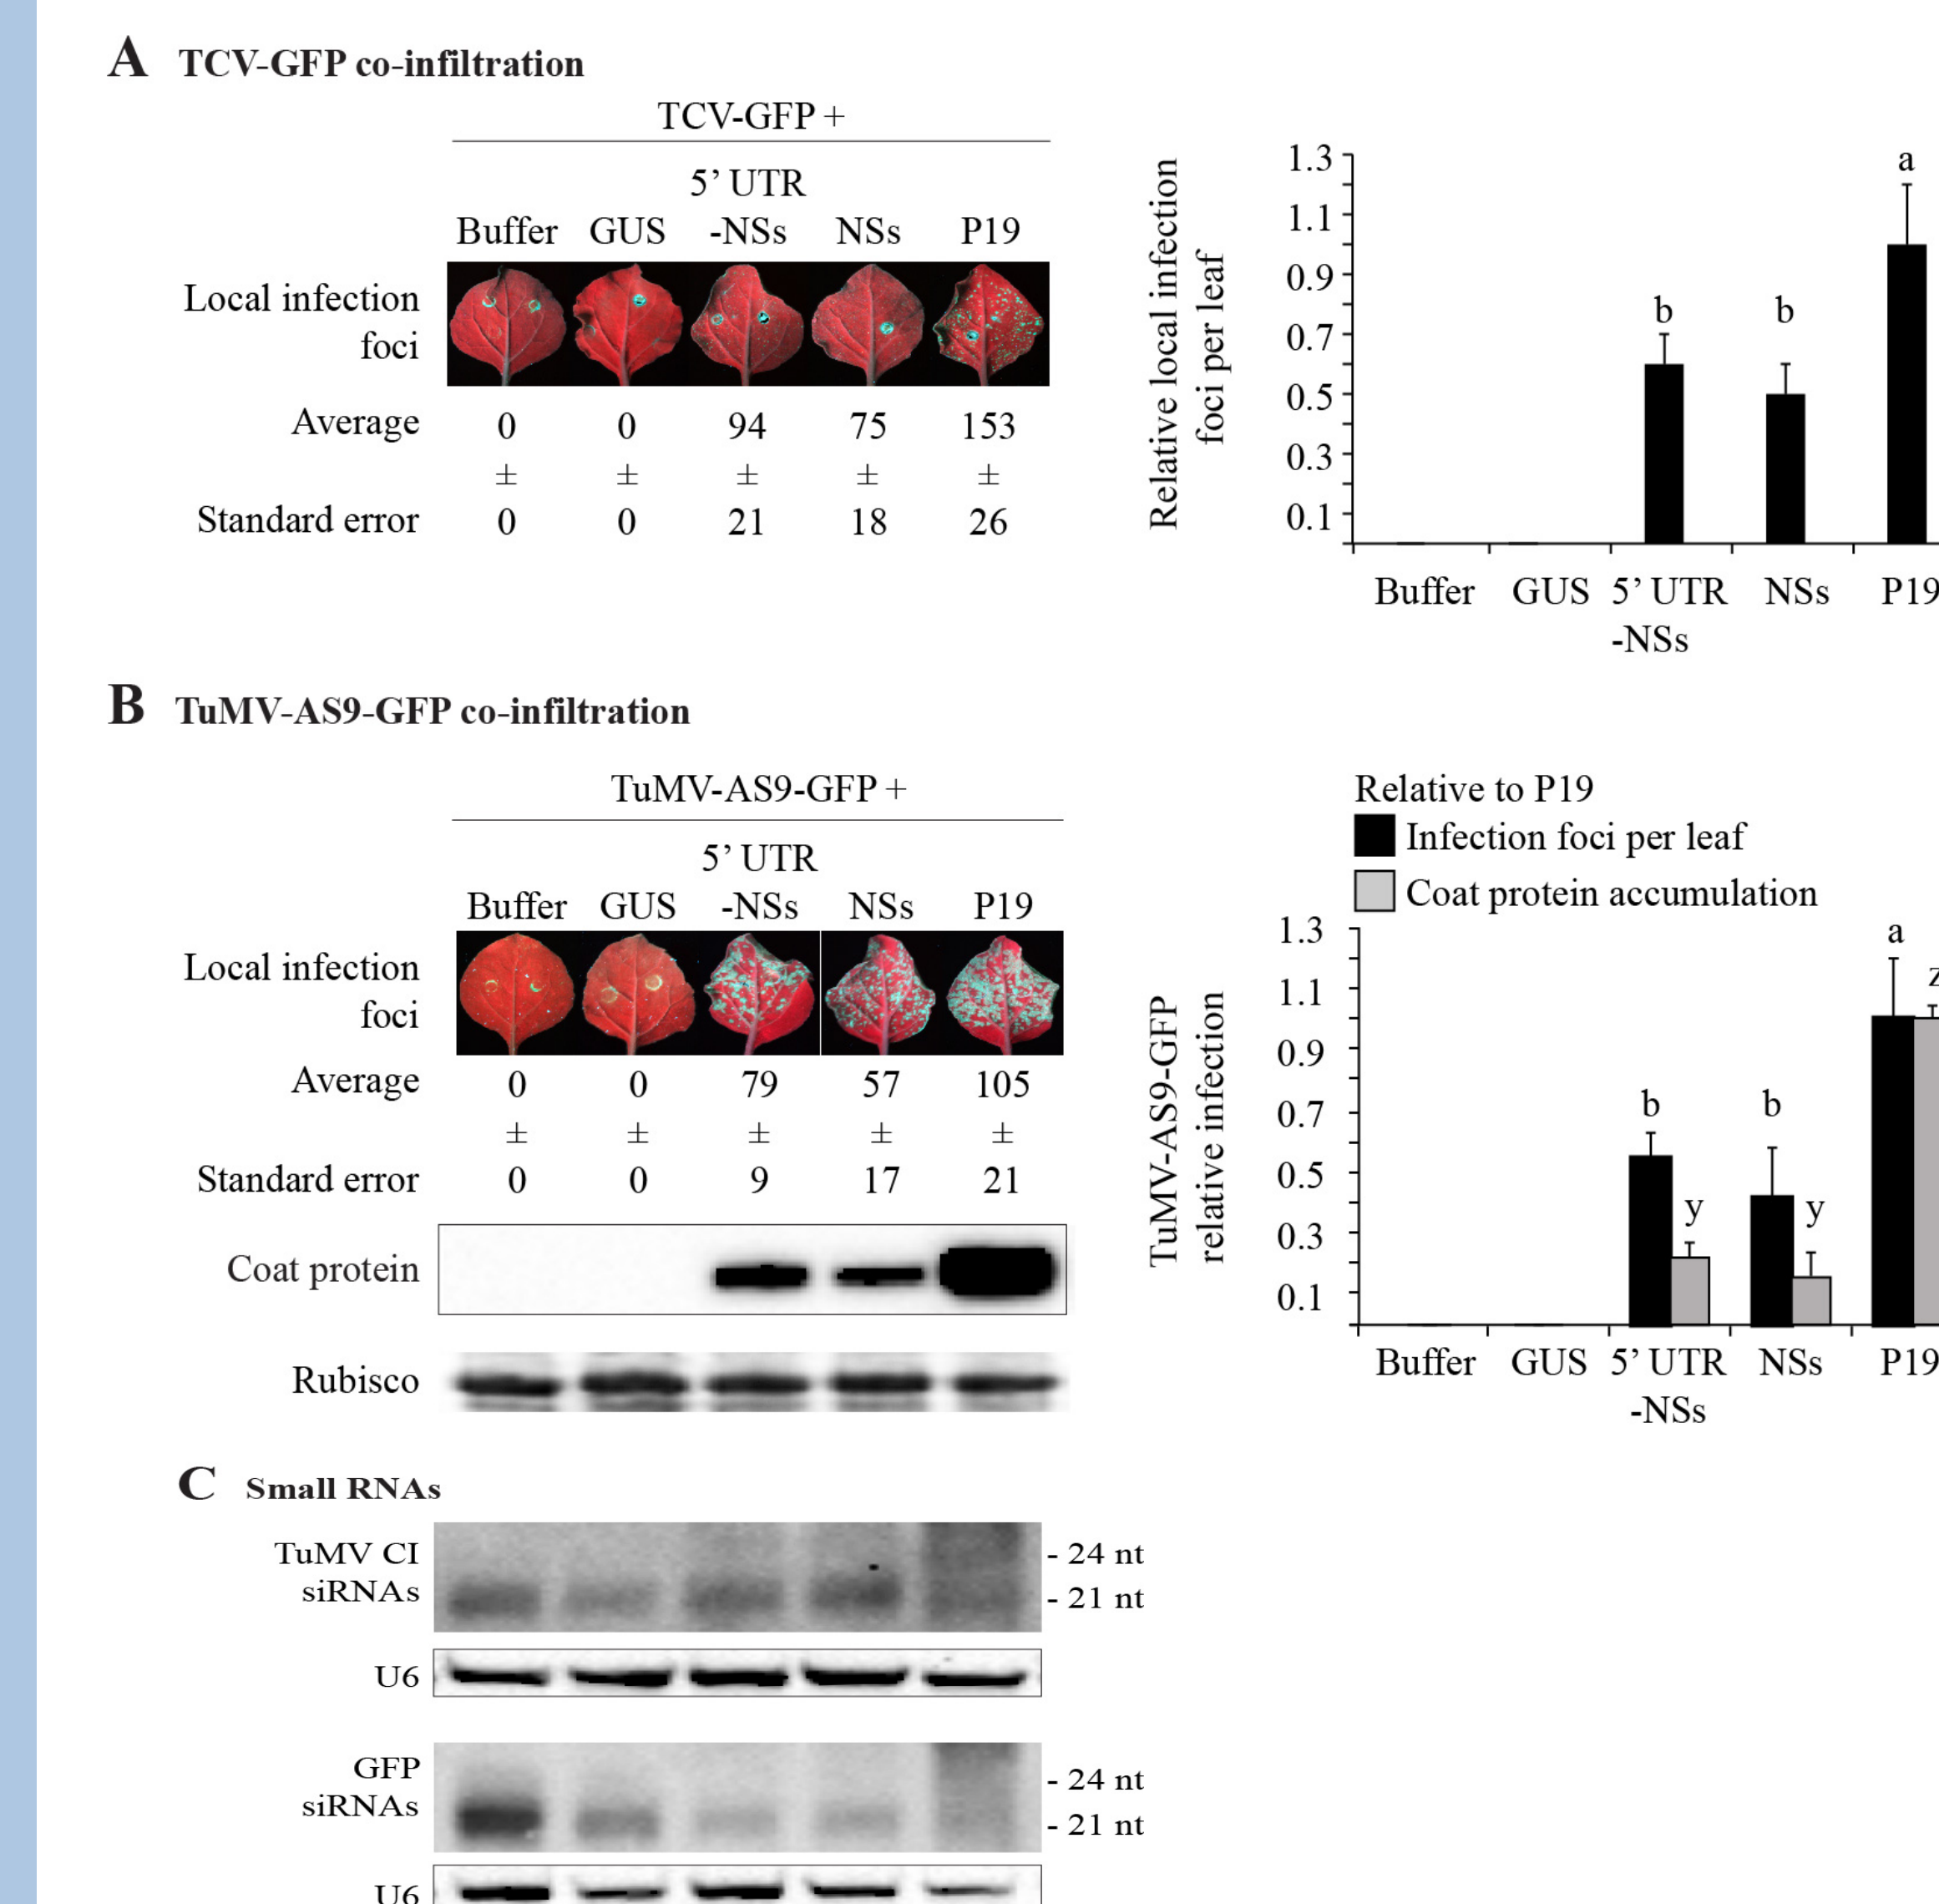 A TCV-GFP co-infiltration
TCV-GFP +
5’ UTR
Buffer GUS -NSs NSs P19
Local infection
foci
Average 0 0 94 75 153
± ± ± ± ±
Standard error 0 0 21 18 26
Relative local infection
foci per leaf
1.3
1.1
0.9
0.7
0.5
0.3
0.1
b b a
Buffer GUS 5’ UTR NSs P19
-NSs
B TuMV-AS9-GFP co-infiltration
TuMV-AS9-GFP +
5’ UTR
Buffer GUS -NSs NSs P19
Local infection
foci
Average 0 0 79 57 105
± ± ± ± ±
Standard error 0 0 9 17 21
Coat protein
Rubisco
Relative to P19
Infection foci per leaf
Coat protein accumulation
TuMV-AS9-GFP
relative infection
1.3
1.1
0.9
0.7
0.5
0.3
0.1
b y b y a z
Buffer GUS 5’ UTR NSs P19
-NSs
C Small RNAs
TuMV CI
siRNAs
- 24 nt
- 21 nt
U6
GFP
siRNAs
- 24 nt
- 21 nt
U6